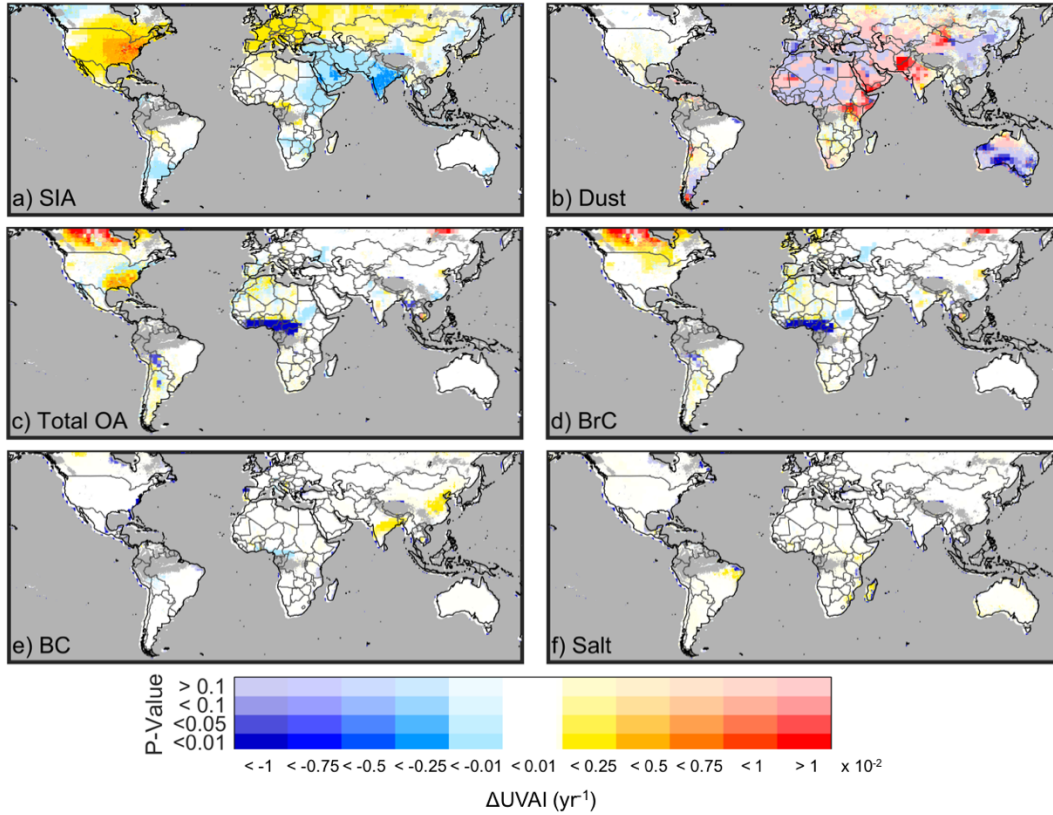 a) SIA
b) Dust
c) Total OA
d) BrC
e) BC
f) Salt
P-Value
> 0.1
< 0.1
<0.05
<0.01
< -1 < -0.75 < -0.5 < -0.25 < -0.01 < 0.01 < 0.25 < 0.5 < 0.75 < 1 > 1 x 10⁻²
ΔUVAI (yr⁻¹)